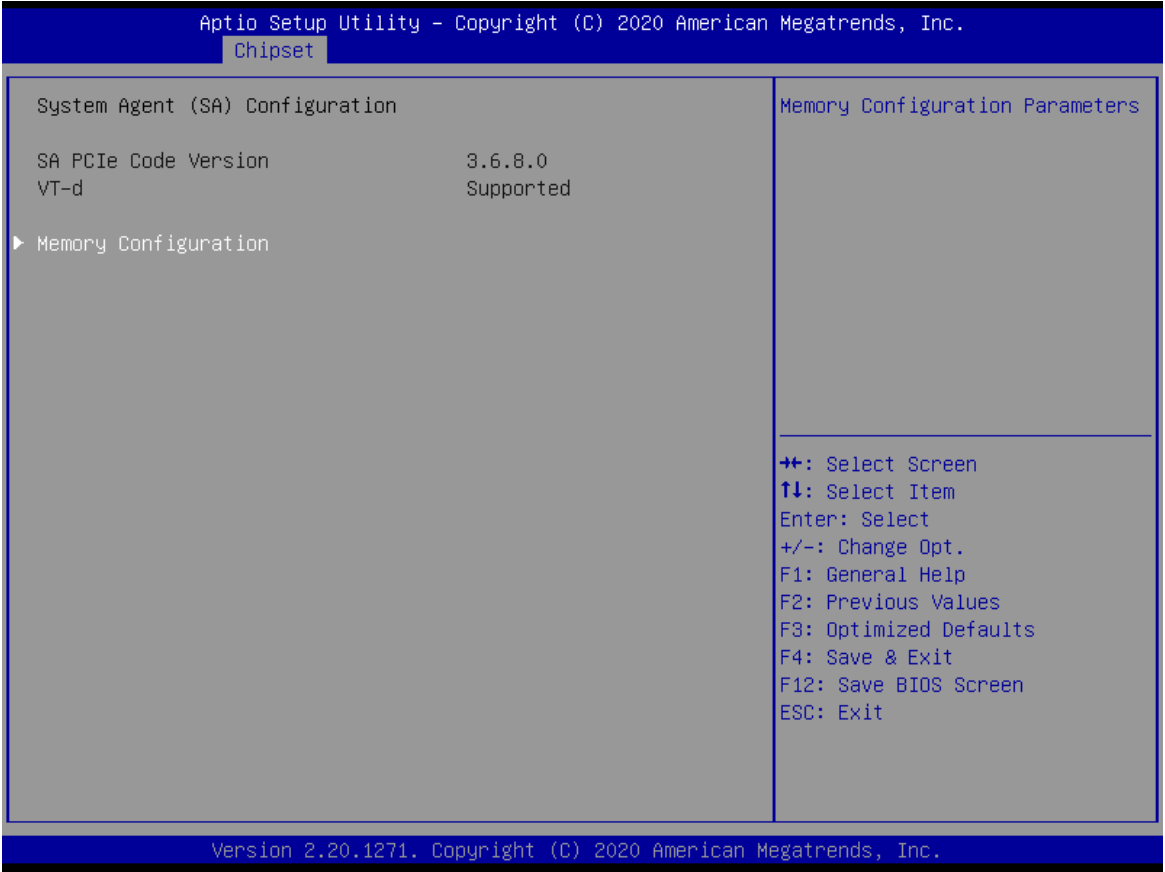 Aptio Setup Utility – Copyright (C) 2020 American Megatrends, Inc.
Chipset
System Agent (SA) Configuration
SA PCIe Code Version 3.6.8.0
VT-d Supported
Memory Configuration
Memory Configuration Parameters
→←: Select Screen
↑↓: Select Item
Enter: Select
+/-: Change Opt.
F1: General Help
F2: Previous Values
F3: Optimized Defaults
F4: Save & Exit
F12: Save BIOS Screen
ESC: Exit
Version 2.20.1271. Copyright (C) 2020 American Megatrends, Inc.